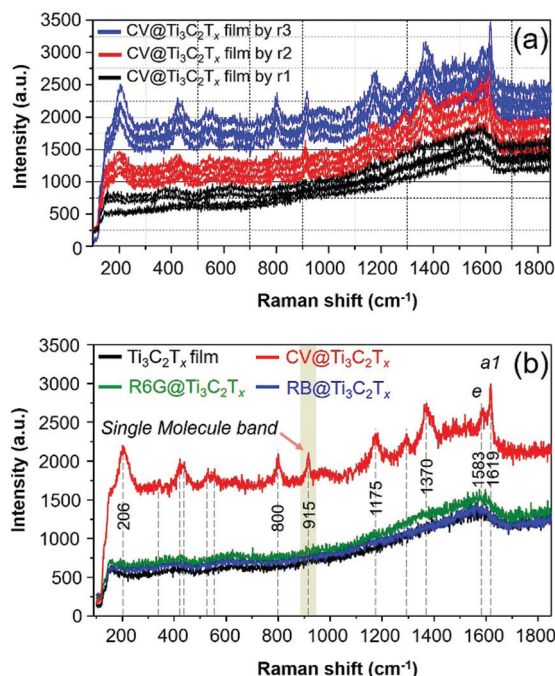 3500
3000
2500
2000
1500
1000
500
0
Intensity (a.u.)
CV@Ti₃C₂Tₓ film by r3
CV@Ti₃C₂Tₓ film by r2
CV@Ti₃C₂Tₓ film by r1
(a)
200 400 600 800 1000 1200 1400 1600 1800
Raman shift (cm⁻¹)
3500
3000
2500
2000
1500
1000
500
0
Intensity (a.u.)
Ti₃C₂Tₓ film CV@Ti₃C₂Tₓ (b)
R6G@Ti₃C₂Tₓ RB@Ti₃C₂Tₓ a1
e
Single Molecule band
206 800 915 1175 1370 1583 1619
200 400 600 800 1000 1200 1400 1600 1800
Raman shift (cm⁻¹)